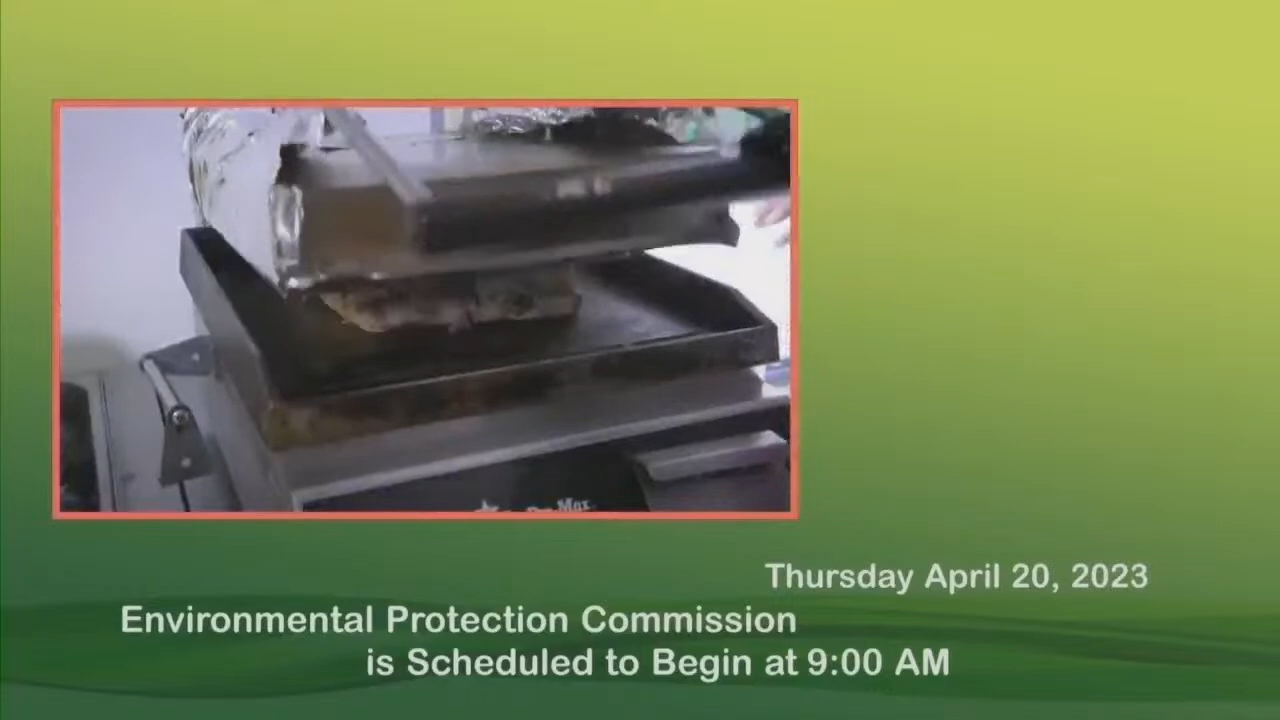 Thursday April 20, 2023
Environmental Protection Commission
is Scheduled to Begin at 9:00 AM